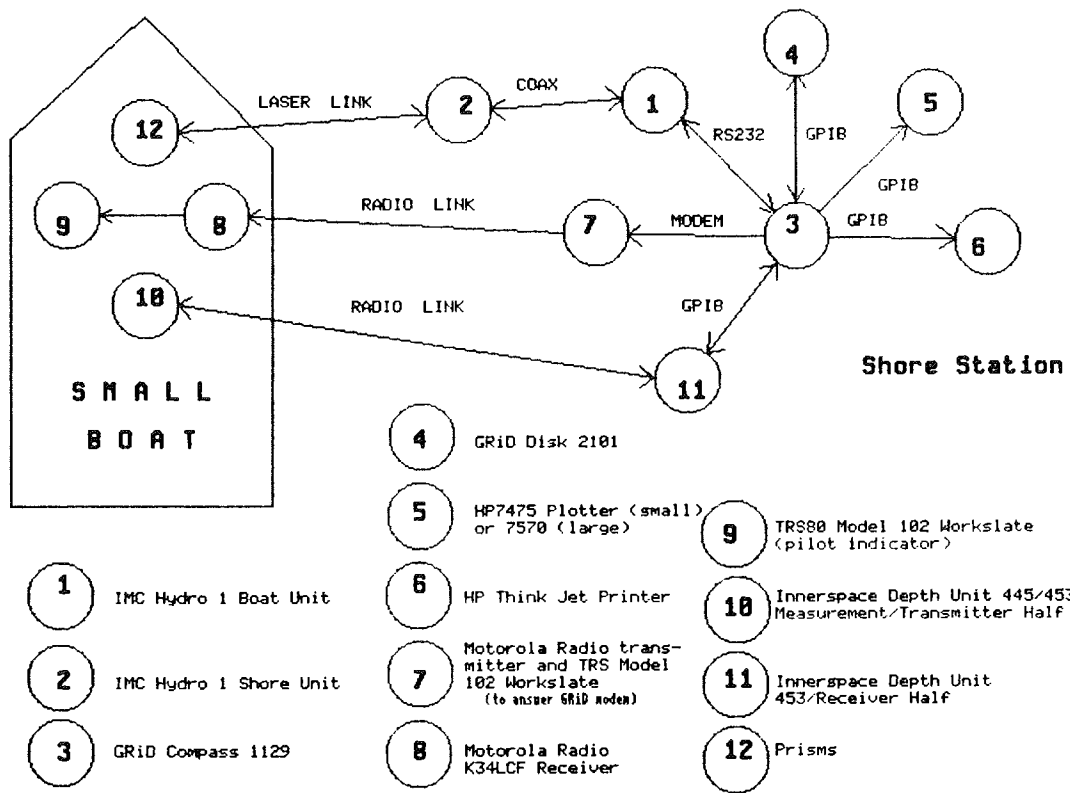 4
5
2
COAX
1
LASER LINK
12
RS232
GPIB
GPIB
RADIO LINK
9
8
7
MODEM
3
GPIB
6
10
RADIO LINK
GPIB
11
Shore Station
SMALL
BOAT
4 GRiD Disk 2101
5 HP7475 Plotter (small)
or 7570 (large)
9 TRS80 Model 102 Workslate
(pilot indicator)
1 IMC Hydro 1 Boat Unit
6 HP Think Jet Printer
10 Innerspace Depth Unit 445/453
Measurement/Transmitter Half
2 IMC Hydro 1 Shore Unit
7 Motorola Radio trans-
mitter and TRS Model
102 Workslate
(to answer GRiD modem)
11 Innerspace Depth Unit
453/Receiver Half
3 GRiD Compass 1129
8 Motorola Radio
K34LCF Receiver
12 Prisms